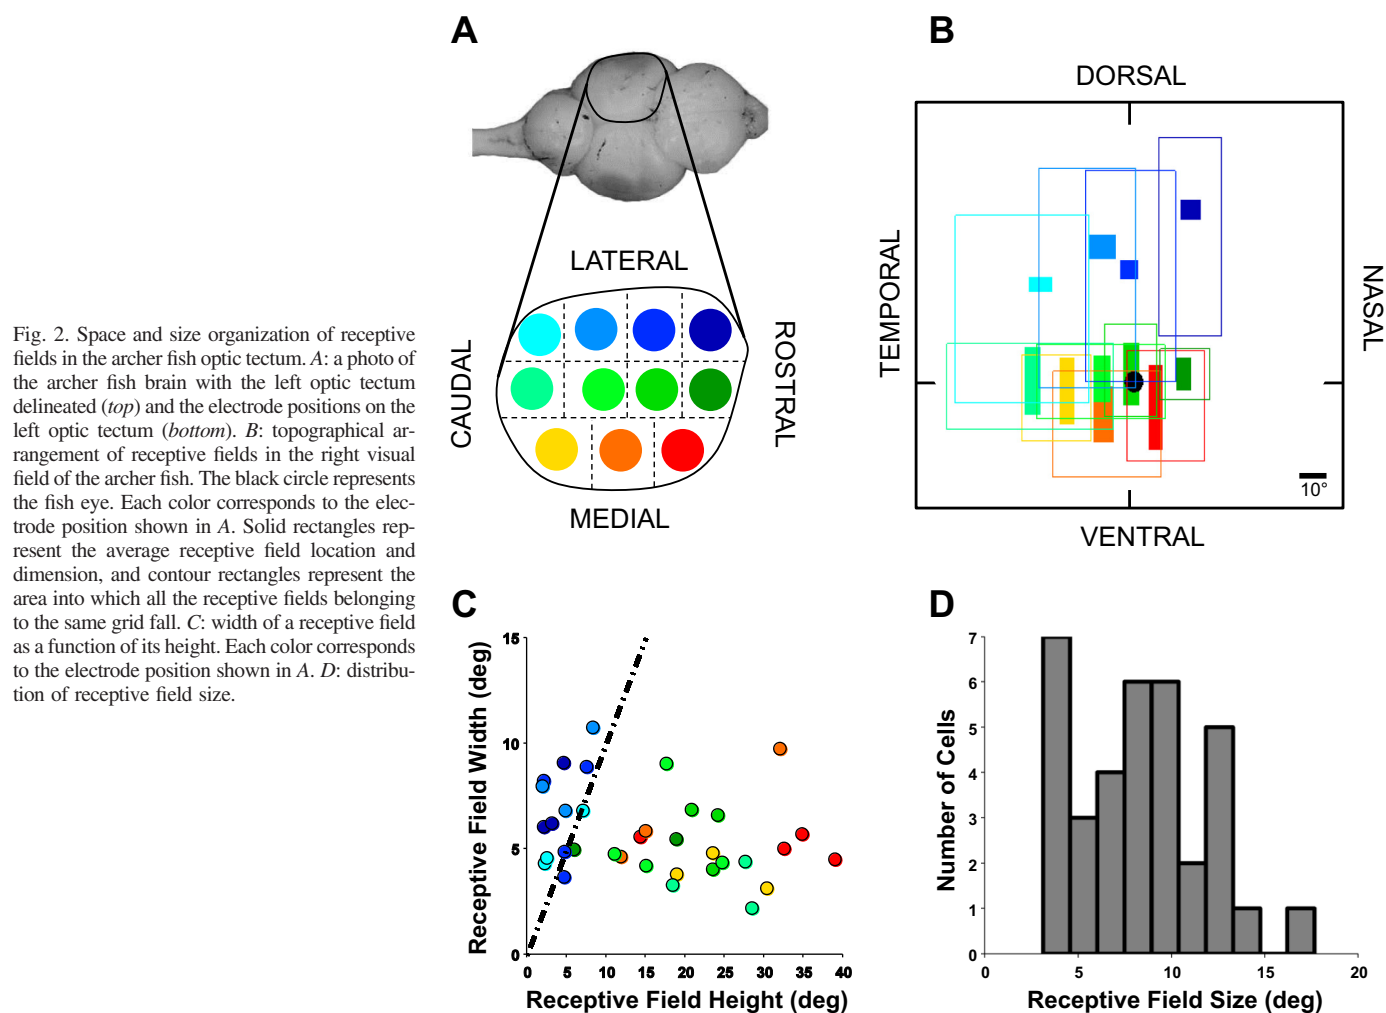 Fig. 2. Space and size organization of receptive
fields in the archer fish optic tectum. A: a photo of
the archer fish brain with the left optic tectum
delineated (top) and the electrode positions on the
left optic tectum (bottom). B: topographical ar-
rangement of receptive fields in the right visual
field of the archer fish. The black circle represents
the fish eye. Each color corresponds to the elec-
trode position shown in A. Solid rectangles rep-
resent the average receptive field location and
dimension, and contour rectangles represent the
area into which all the receptive fields belonging
to the same grid fall. C: width of a receptive field
as a function of its height. Each color corresponds
to the electrode position shown in A. D: distribu-
tion of receptive field size.
A
LATERAL
CAUDAL
ROSTRAL
MEDIAL
B
DORSAL
TEMPORAL
NASAL
10°
VENTRAL
C
Receptive Field Width (deg)
15
10
5
0
0 5 10 15 20 25 30 35 40
Receptive Field Height (deg)
D
Number of Cells
7
6
5
4
3
2
1
0
0 5 10 15 20
Receptive Field Size (deg)